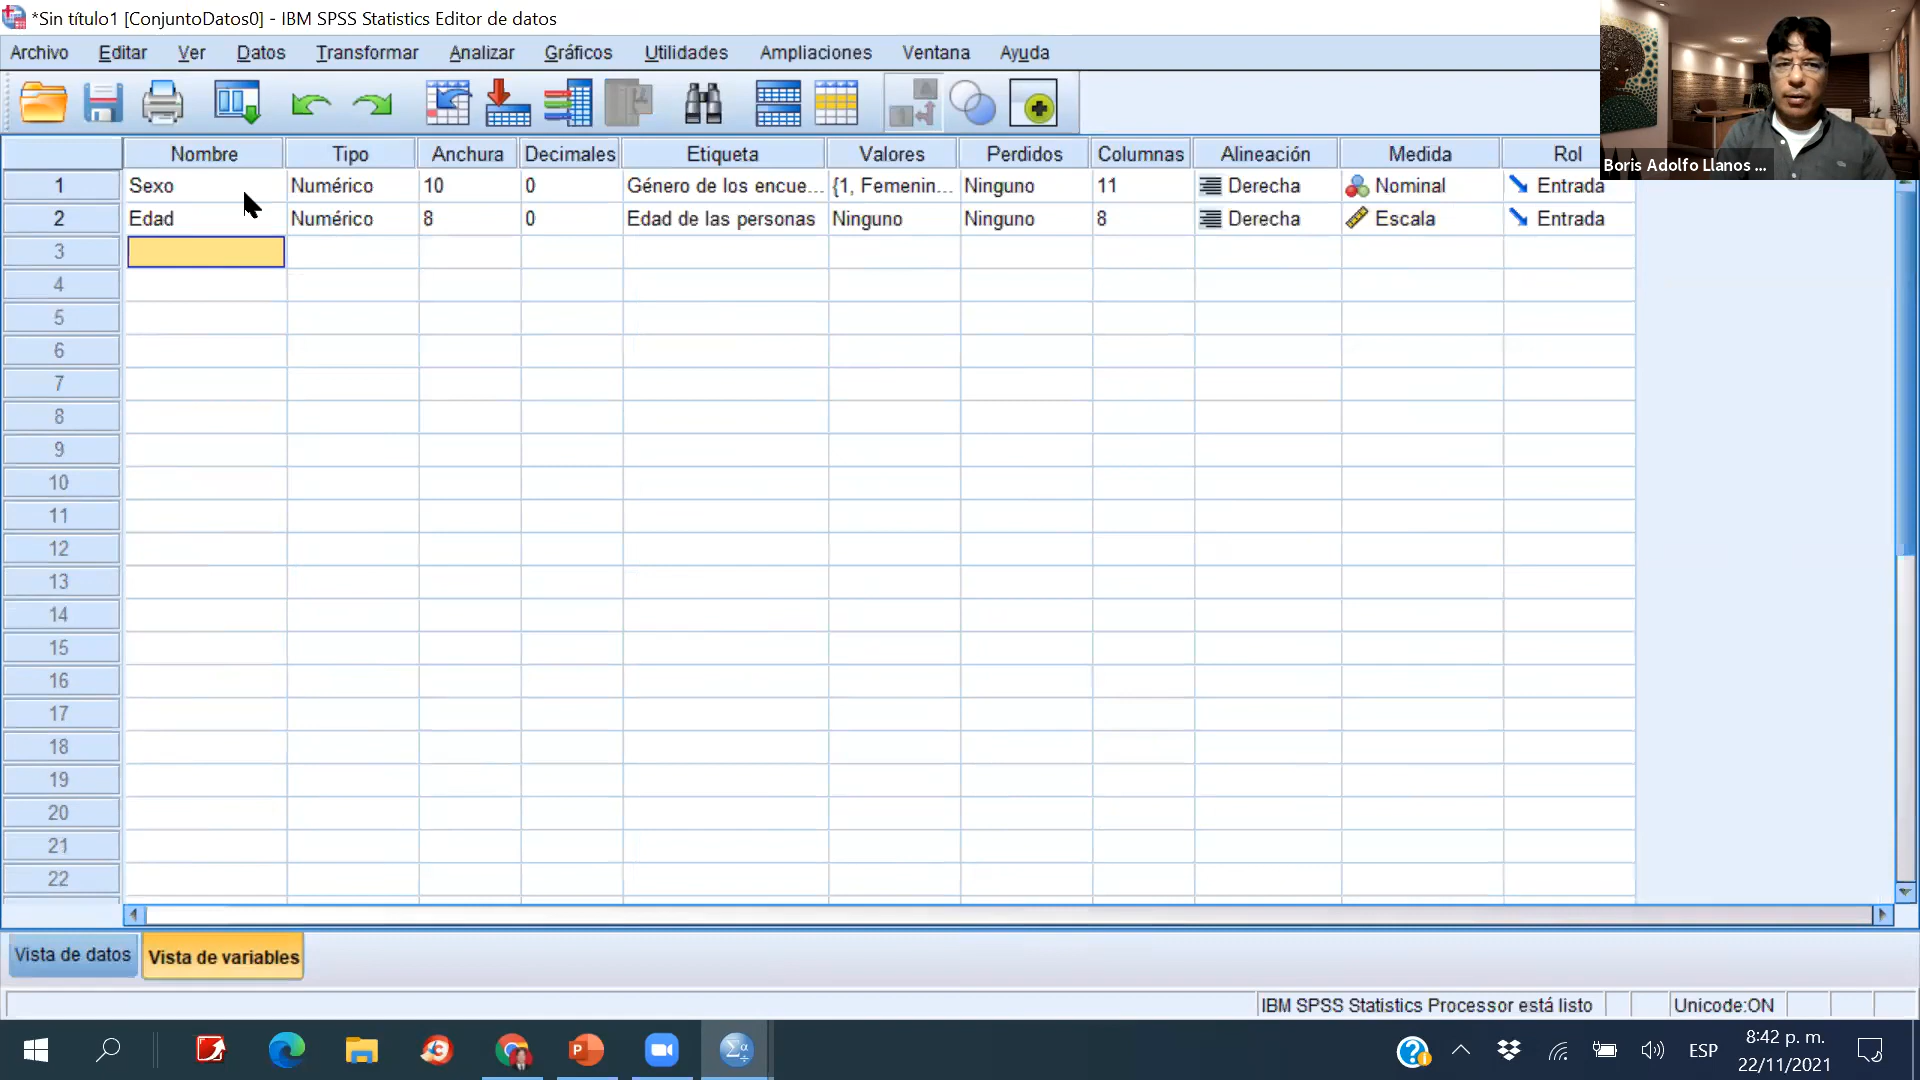 *Sin título1 [ConjuntoDatos0] - IBM SPSS Statistics Editor de datos
Archivo Editar Ver Datos Transformar Analizar Gráficos Utilidades Ampliaciones Ventana Ayuda
Boris Adolfo Llanos ...
Nombre Tipo Anchura Decimales Etiqueta Valores Perdidos Columnas Alineación Medida Rol
1 Sexo Numérico 10 0 Género de los encue... {1, Femenin... Ninguno 11 Derecha Nominal Entrada
2 Edad Numérico 8 0 Edad de las personas Ninguno Ninguno 8 Derecha Escala Entrada
3
4
5
6
7
8
9
10
11
12
13
14
15
16
17
18
19
20
21
22
Vista de datos Vista de variables
IBM SPSS Statistics Processor está listo Unicode:ON
ESP 8:42 p. m.
22/11/2021